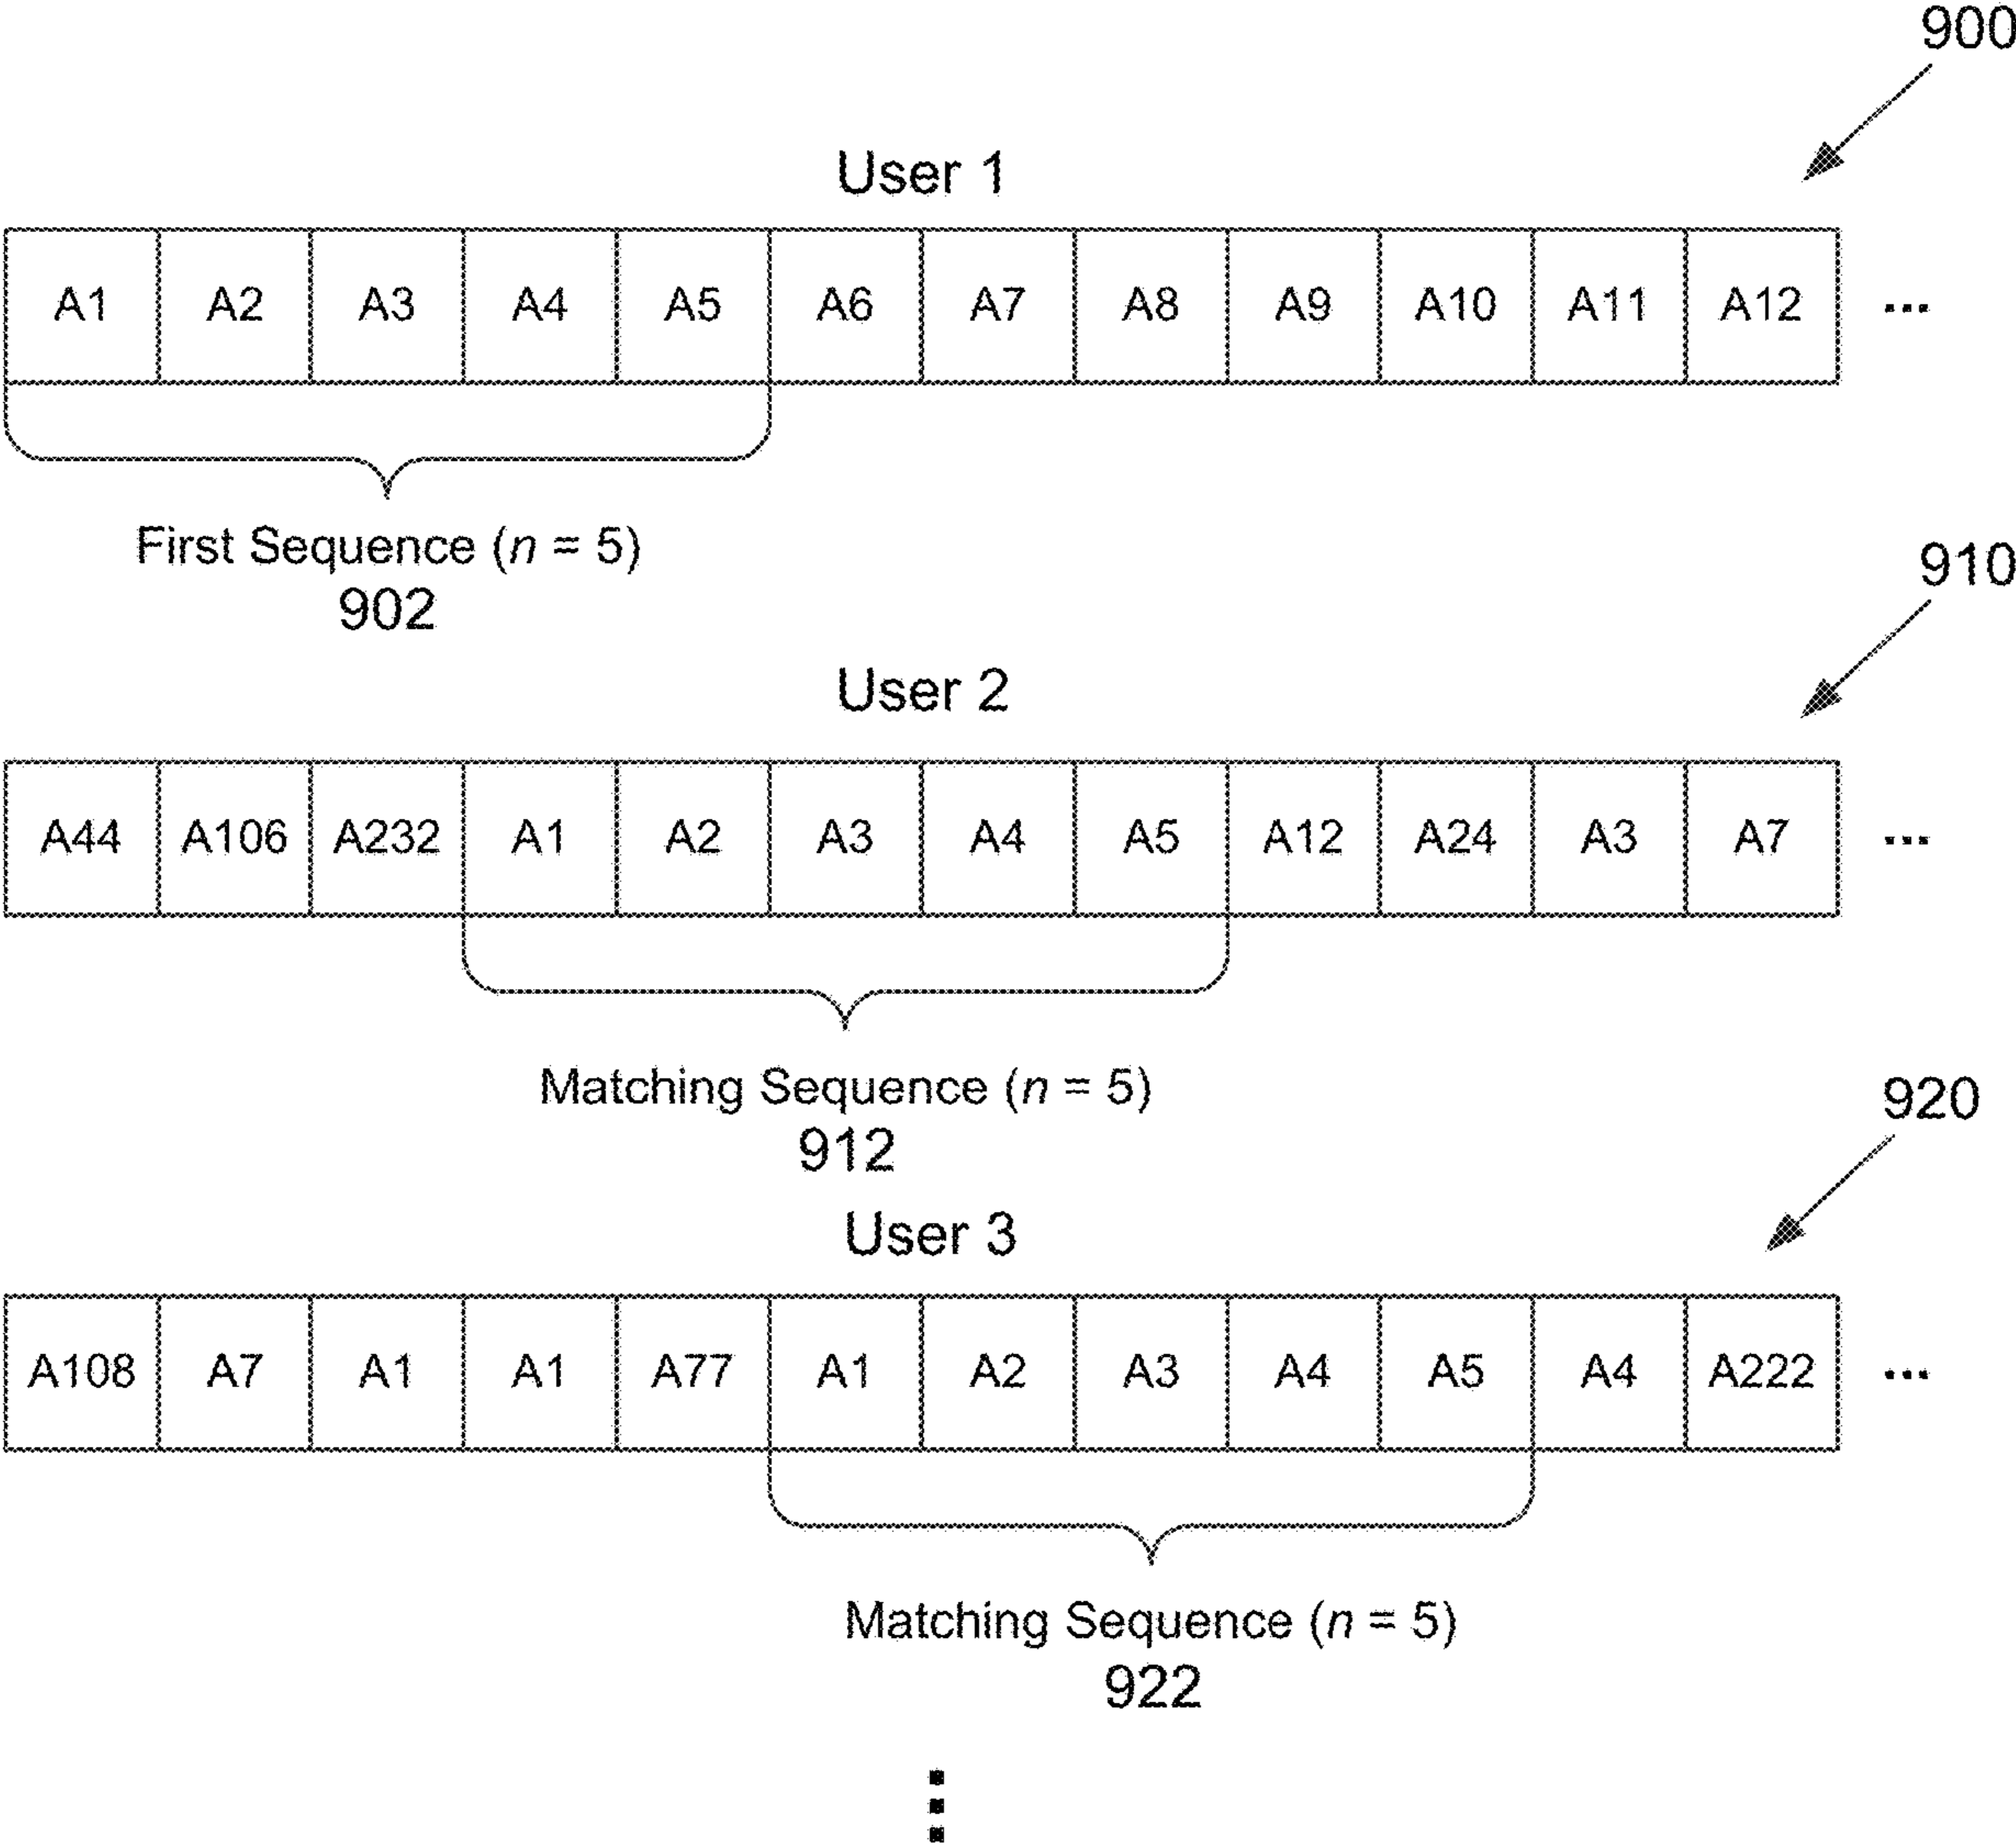 900
User 1
A1 A2 A3 A4 A5 A6 A7 A8 A9 A10 A11 A12 ...
First Sequence (n = 5)
902
910
User 2
A44 A106 A232 A1 A2 A3 A4 A5 A12 A24 A3 A7 ...
Matching Sequence (n = 5)
912
920
User 3
A108 A7 A1 A1 A77 A1 A2 A3 A4 A5 A4 A222 ...
Matching Sequence (n = 5)
922